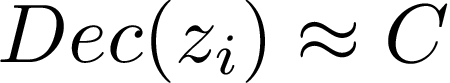 Dec(z_i) ≈ C